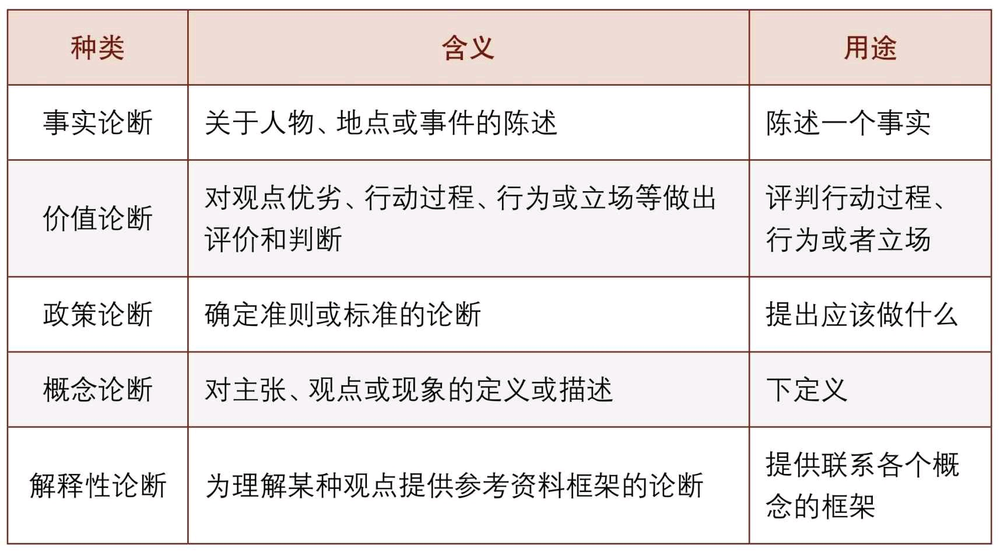 种类 含义 用途
事实论断 关于人物、地点或事件的陈述 陈述一个事实
价值论断
对观点优劣、行动过程、行为或立场等做出
评价和判断
评判行动过程、
行为或者立场
政策论断 确定准则或标准的论断 提出应该做什么
概念论断 对主张、观点或现象的定义或描述 下定义
解释性论断 为理解某种观点提供参考资料框架的论断
提供联系各个概
念的框架